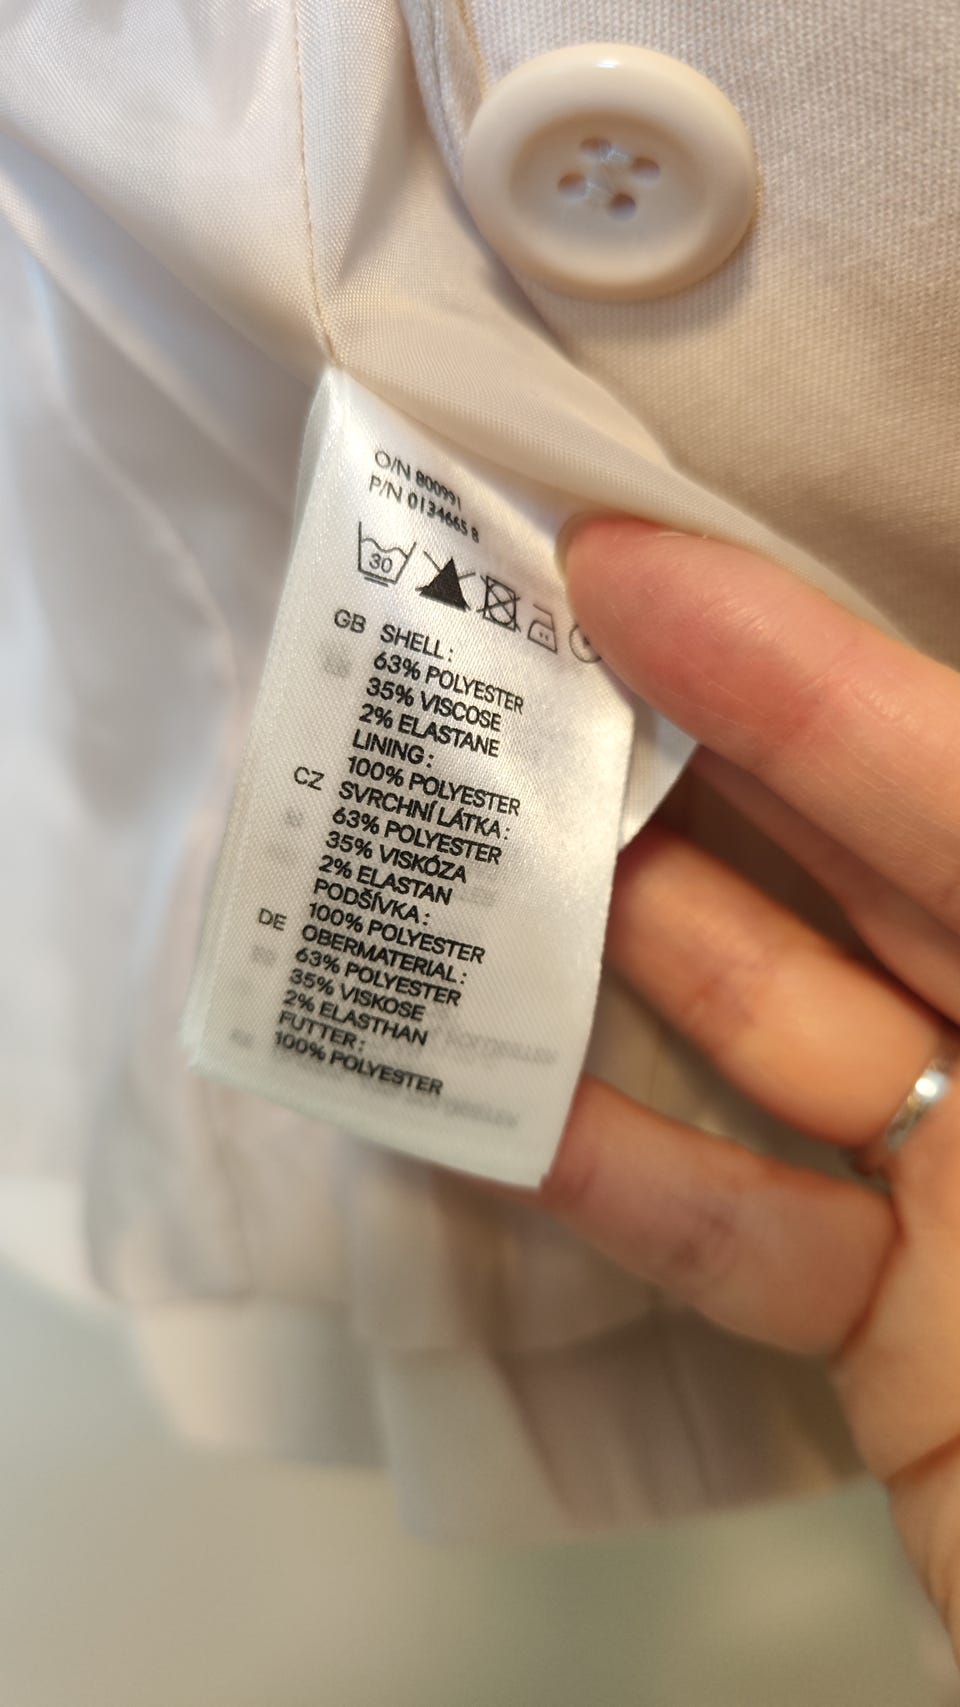 O/N 800991
P/N 0134665 8
30
GB SHELL:
63% POLYESTER
35% VISCOSE
2% ELASTANE
LINING:
100% POLYESTER
CZ SVRCHNÍ LÁTKA:
63% POLYESTER
35% VISKÓZA
2% ELASTAN
PODŠÍVKA:
100% POLYESTER
DE OBERMATERIAL:
63% POLYESTER
35% VISKOSE
2% ELASTHAN
FUTTER:
100% POLYESTER